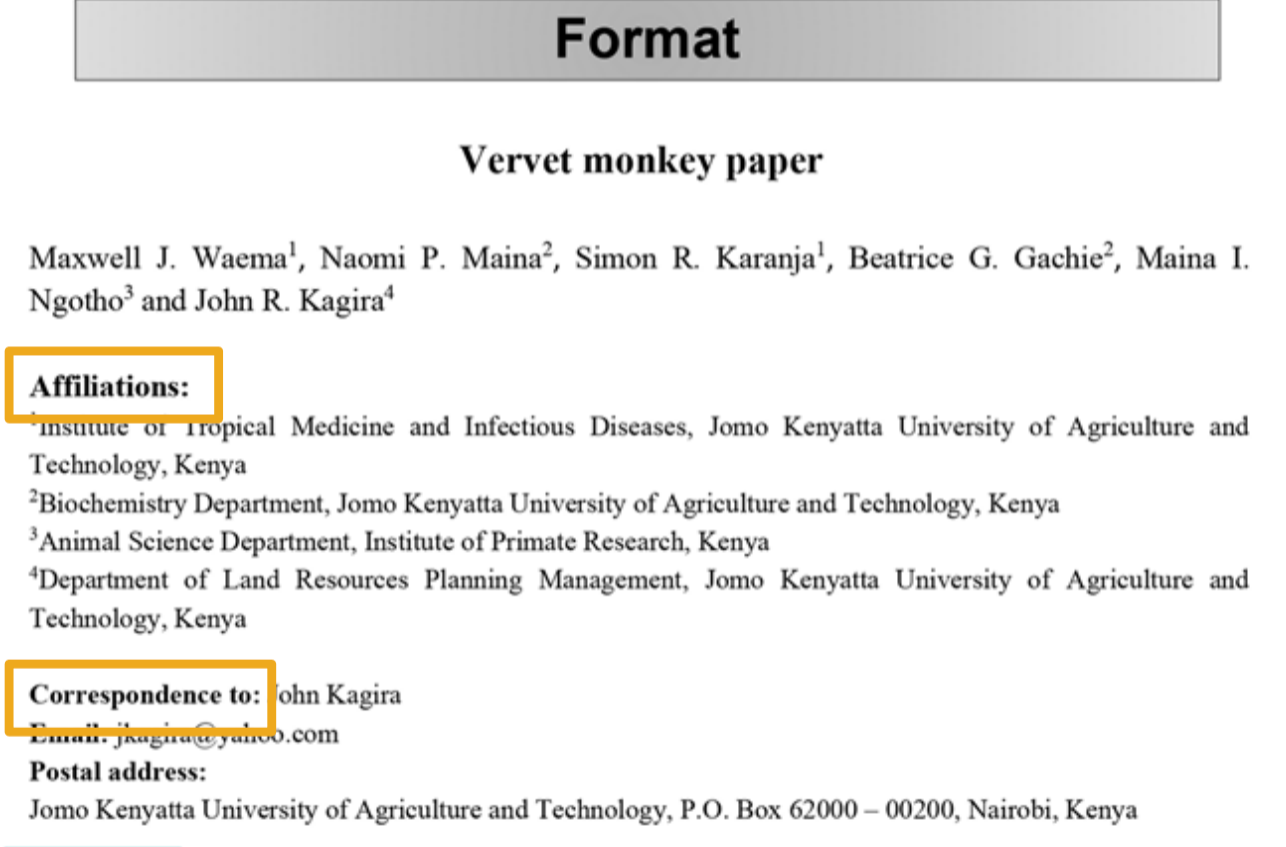 Format
Vervet monkey paper
Maxwell J. Waema¹, Naomi P. Maina², Simon R. Karanja¹, Beatrice G. Gachie², Maina I.
Ngotho³ and John R. Kagira⁴
Affiliations:
¹Institute of Tropical Medicine and Infectious Diseases, Jomo Kenyatta University of Agriculture and
Technology, Kenya
²Biochemistry Department, Jomo Kenyatta University of Agriculture and Technology, Kenya
³Animal Science Department, Institute of Primate Research, Kenya
⁴Department of Land Resources Planning Management, Jomo Kenyatta University of Agriculture and
Technology, Kenya
Correspondence to: John Kagira
Email: jkagira@yahoo.com
Postal address:
Jomo Kenyatta University of Agriculture and Technology, P.O. Box 62000 – 00200, Nairobi, Kenya